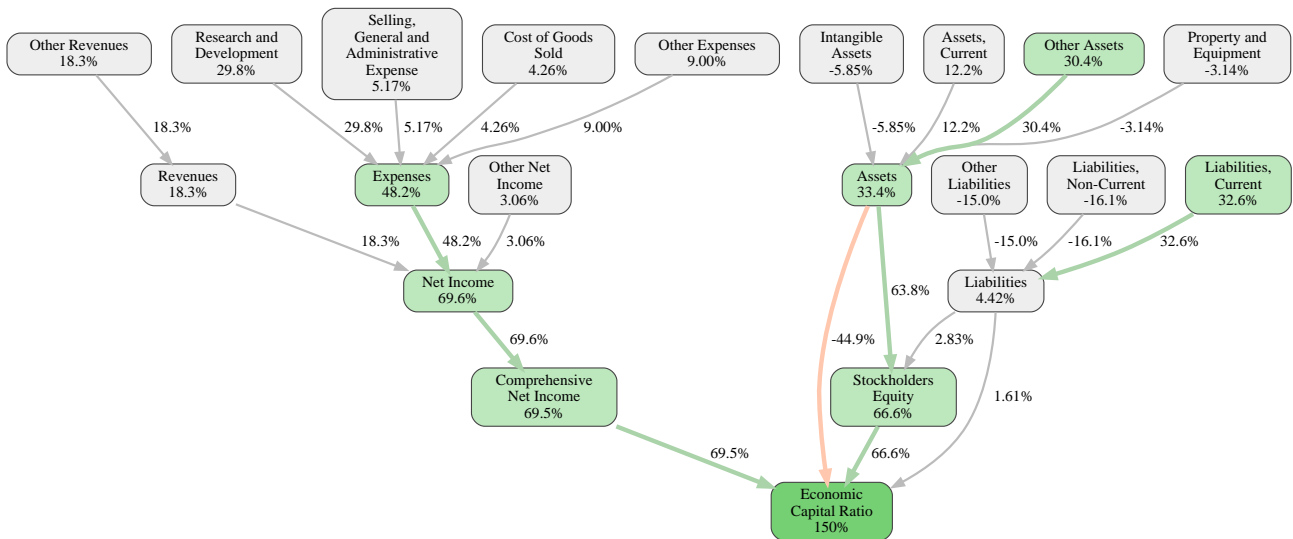 Other Revenues
18.3%
Research and
Development
29.8%
Selling,
General and
Administrative
Expense
5.17%
Cost of Goods
Sold
4.26%
Other Expenses
9.00%
Intangible
Assets
-5.85%
Assets,
Current
12.2%
Other Assets
30.4%
Property and
Equipment
-3.14%
18.3%
29.8%
5.17%
4.26%
9.00%
-5.85%
12.2%
30.4%
-3.14%
Revenues
18.3%
Expenses
48.2%
Other Net
Income
3.06%
Assets
33.4%
Other
Liabilities
-15.0%
Liabilities,
Non-Current
-16.1%
Liabilities,
Current
32.6%
18.3%
48.2%
3.06%
-15.0%
-16.1%
32.6%
Net Income
69.6%
63.8%
Liabilities
4.42%
69.6%
-44.9%
2.83%
Comprehensive
Net Income
69.5%
Stockholders
Equity
66.6%
1.61%
69.5%
66.6%
Economic
Capital Ratio
150%